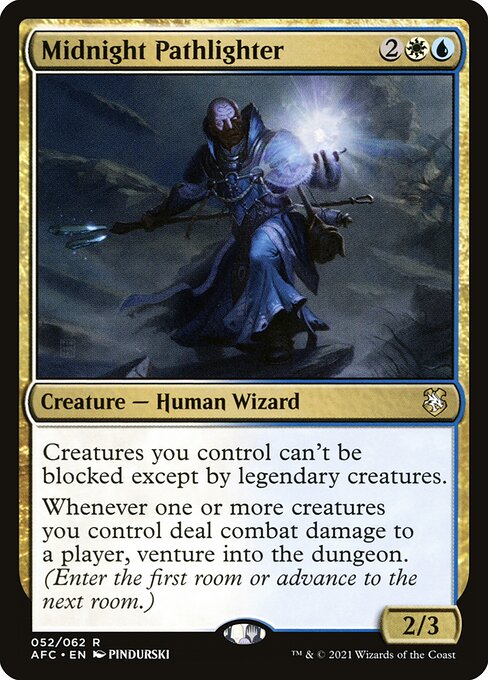 Midnight Pathlighter 2
Creature — Human Wizard
Creatures you control can't be
blocked except by legendary creatures.
Whenever one or more creatures
you control deal combat damage to
a player, venture into the dungeon.
(Enter the first room or advance to the
next room.)
2/3
052/062 R
AFC • EN PINDURSKI ™ & © 2021 Wizards of the Coast